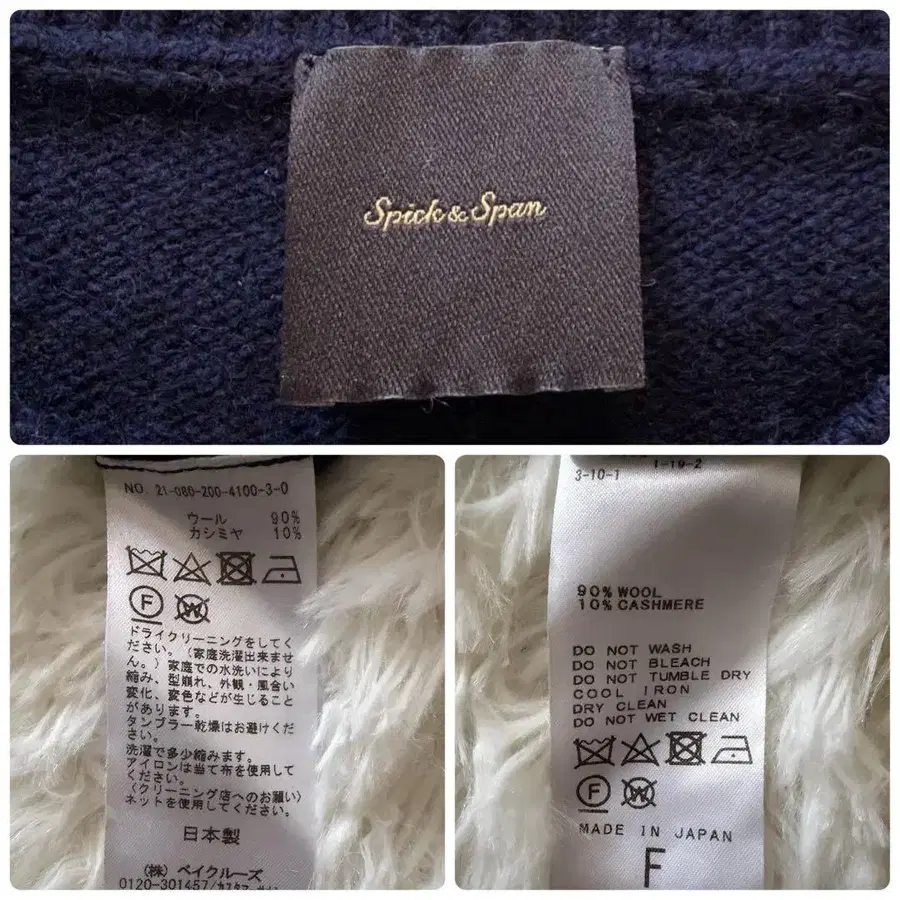 Spick & Span
NO. 21-080-200-4100-3-0
ウール 90%
カシミヤ 10%
F W
ドライクリーニングをしてく
ださい。(家庭洗濯出来ませ
ん。)家庭での水洗いにより
縮み、型崩れ、外観・風合い
変化、変色などが生じること
があります。
タンブラー乾燥はお避けくだ
さい。
洗濯で多少縮みます。
アイロンは当て布を使用して
ください。
〈クリーニング店へのお願い〉
ネットを使用してください。
日本製
(株) ベイクルーズ
0120-301457/カスタマー
1-19-2
3-10-1
90% WOOL
10% CASHMERE
DO NOT WASH
DO NOT BLEACH
DO NOT TUMBLE DRY
COOL IRON
DRY CLEAN
DO NOT WET CLEAN
F W
MADE IN JAPAN
F